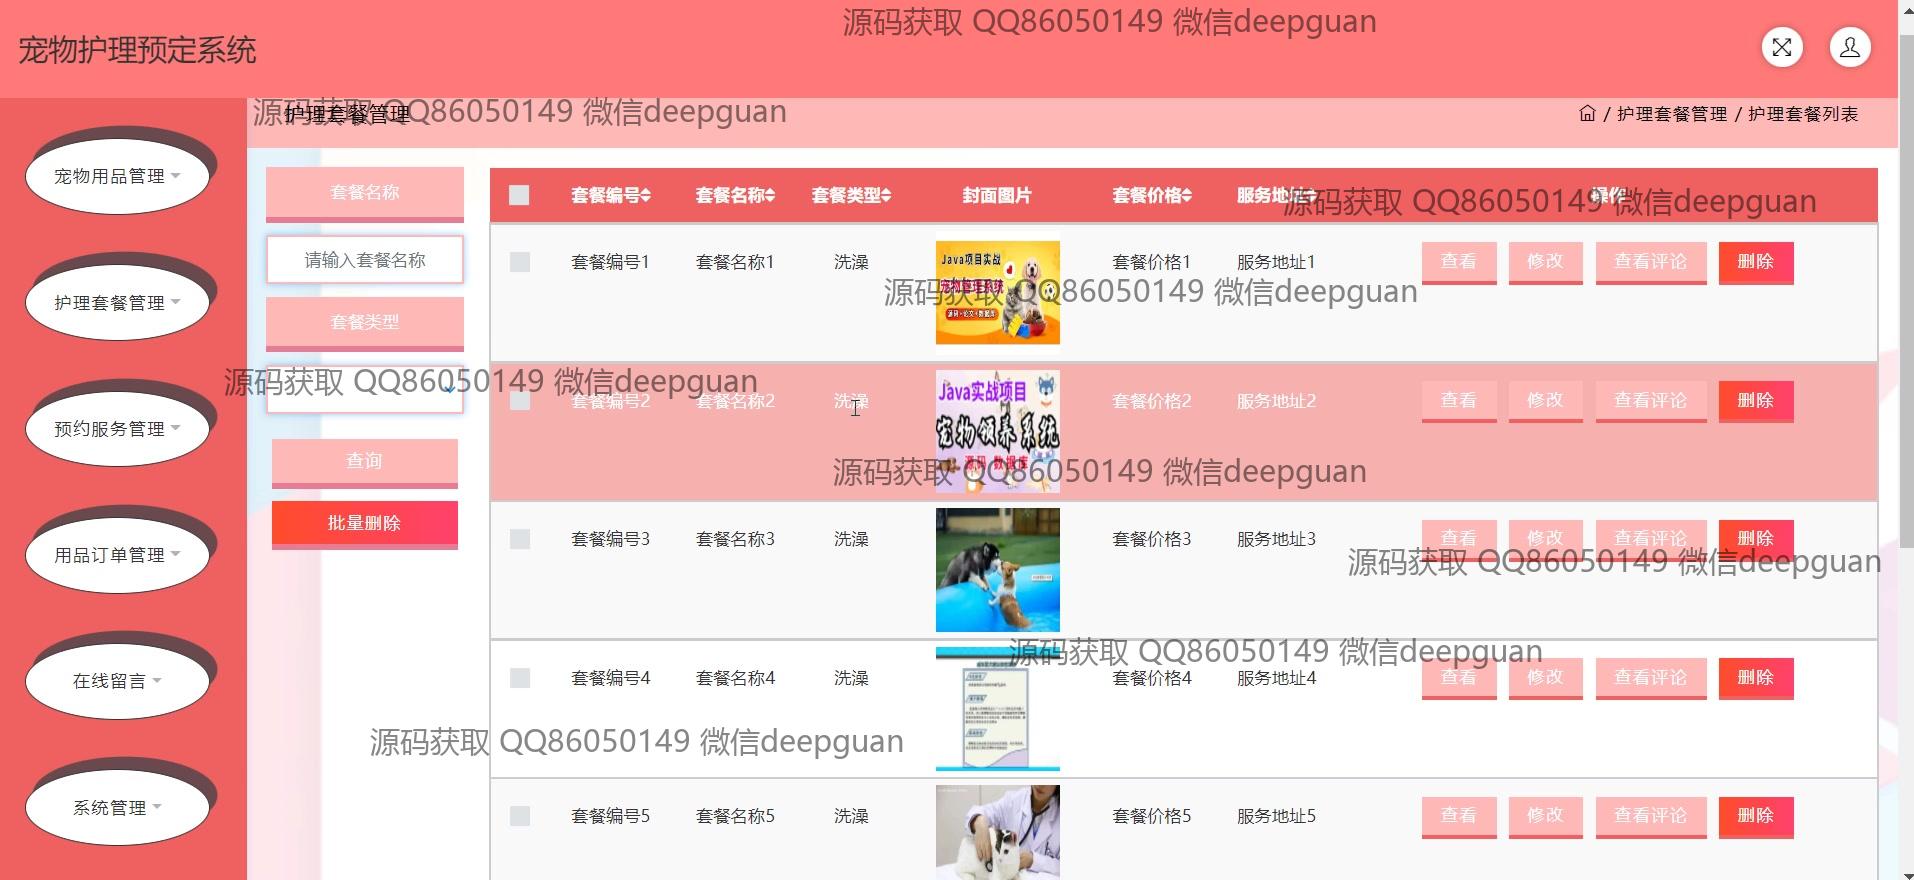 源码获取 QQ86050149 微信deepguan
宠物护理预定系统
源码获取 QQ86050149 微信deepguan
护理套餐管理
/ 护理套餐管理 / 护理套餐列表
宠物用品管理
护理套餐管理
预约服务管理
用品订单管理
在线留言
系统管理
套餐名称
请输入套餐名称
套餐类型
查询
批量删除
套餐编号 套餐名称 套餐类型 封面图片 套餐价格 服务地址 操作
源码获取 QQ86050149 微信deepguan
套餐编号1 套餐名称1 洗澡 套餐价格1 服务地址1 查看 修改 查看评论 删除
Java项目实战
宠物管理系统
源码+论文+数据库
源码获取 QQ86050149 微信deepguan
源码获取 QQ86050149 微信deepguan
套餐编号2 套餐名称2 洗澡 套餐价格2 服务地址2 查看 修改 查看评论 删除
Java实战项目
宠物领养系统
源码 数据库
源码获取 QQ86050149 微信deepguan
套餐编号3 套餐名称3 洗澡 套餐价格3 服务地址3 查看 修改 查看评论 删除
源码获取 QQ86050149 微信deepguan
源码获取 QQ86050149 微信deepguan
套餐编号4 套餐名称4 洗澡 套餐价格4 服务地址4 查看 修改 查看评论 删除
源码获取 QQ86050149 微信deepguan
套餐编号5 套餐名称5 洗澡 套餐价格5 服务地址5 查看 修改 查看评论 删除